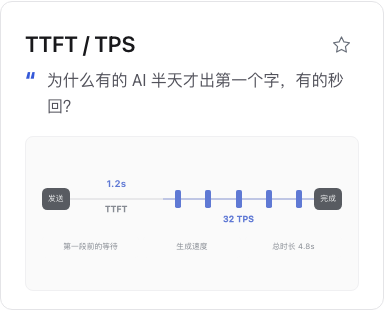 TTFT / TPS
“ 为什么有的 AI 半天才出第一个字，有的秒
回？
1.2s
发送
完成
TTFT
32 TPS
第一段前的等待
生成速度
总时长 4.8s